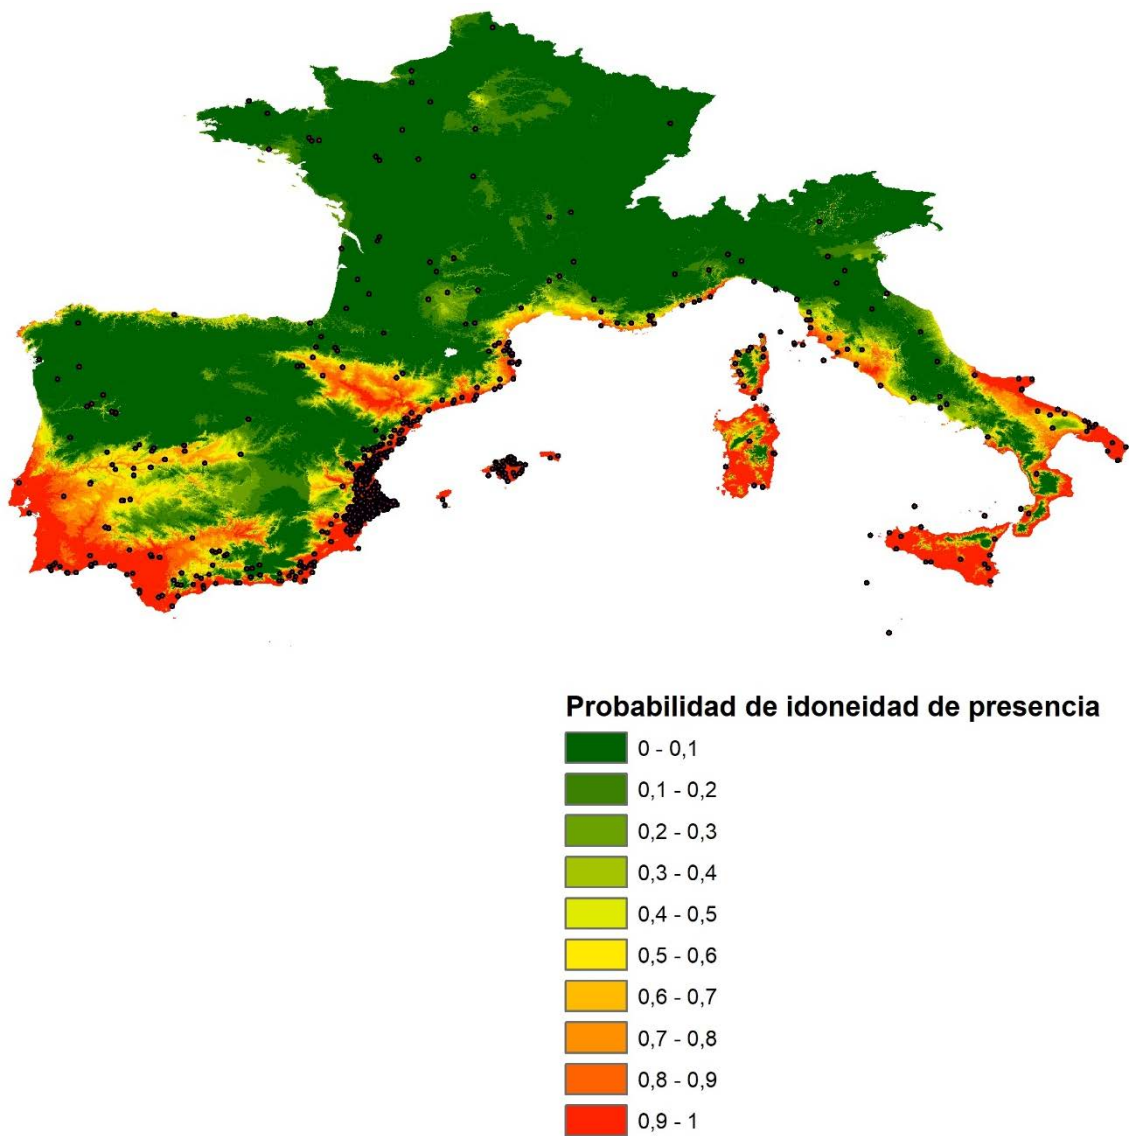 Probabilidad de idoneidad de presencia
0 - 0,1
0,1 - 0,2
0,2 - 0,3
0,3 - 0,4
0,4 - 0,5
0,5 - 0,6
0,6 - 0,7
0,7 - 0,8
0,8 - 0,9
0,9 - 1